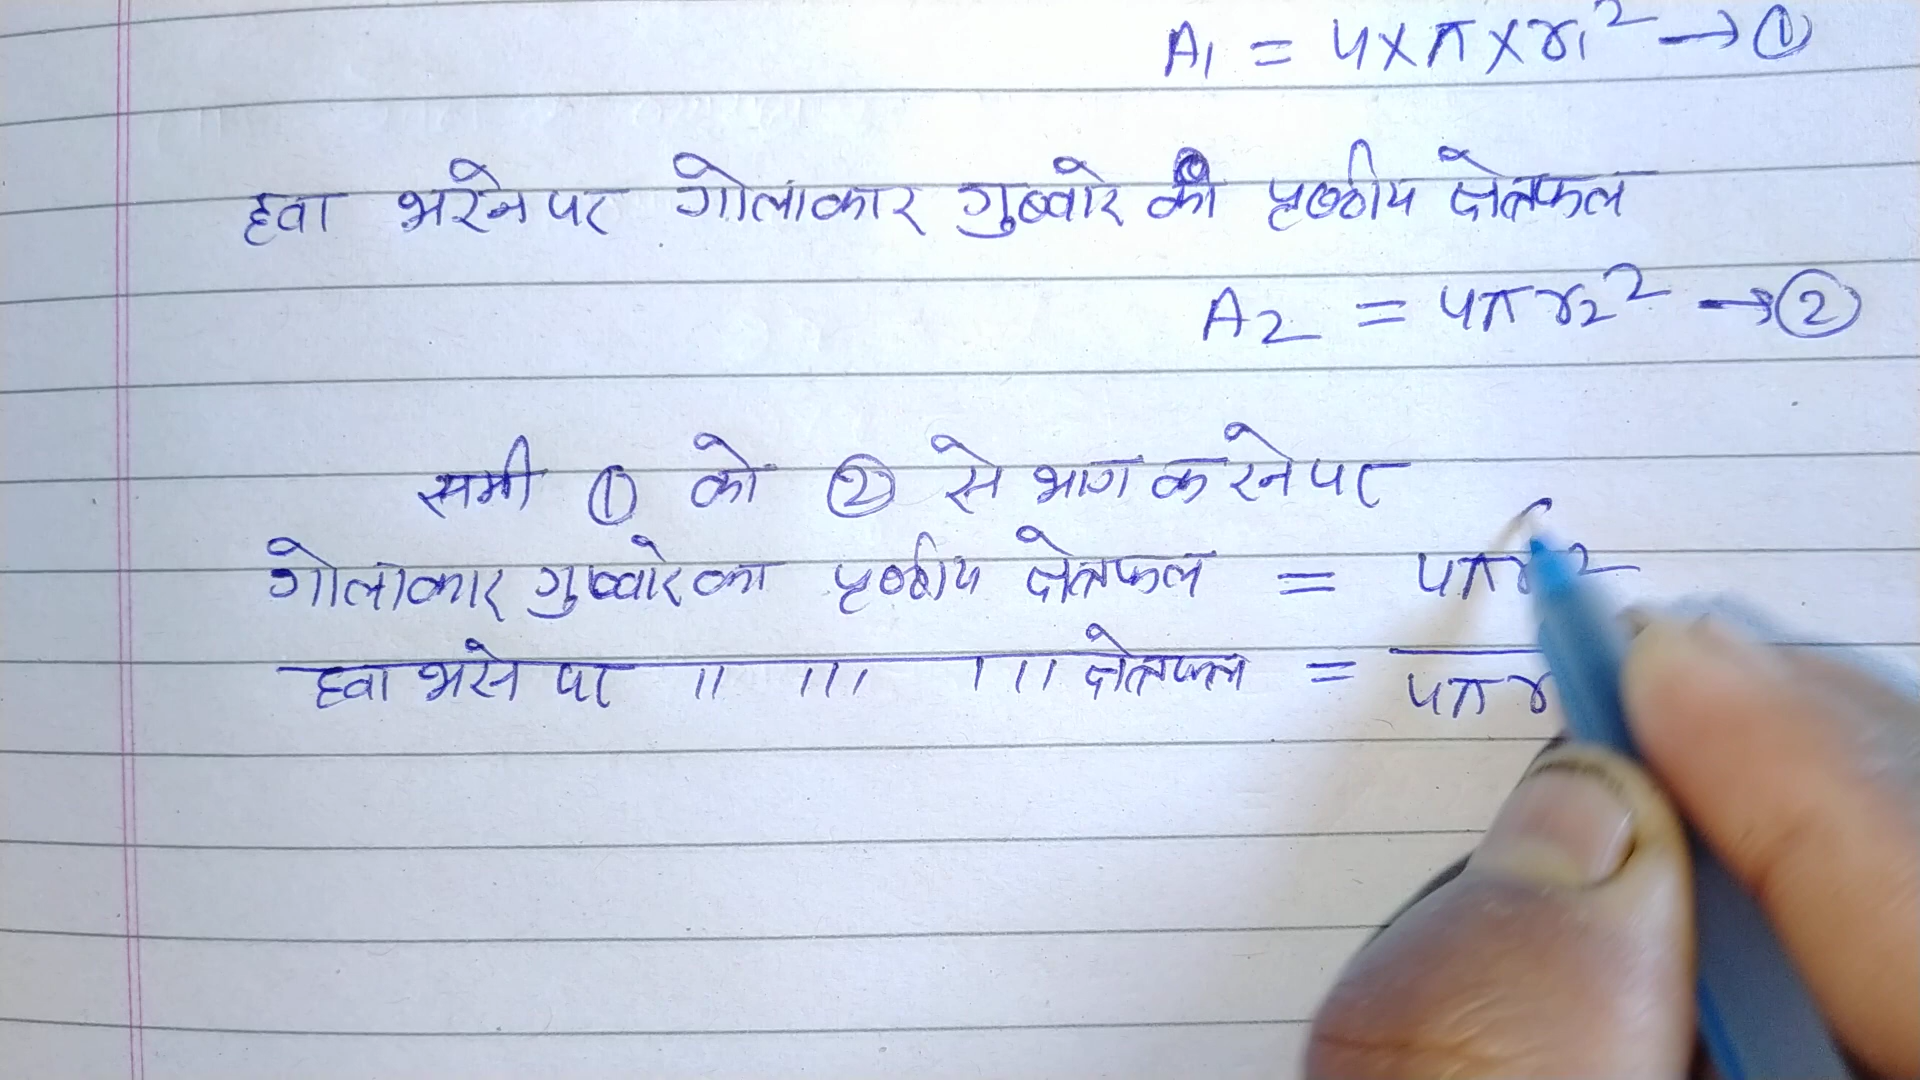 A₁ = 4×π×r₁² → ①
हवा भरने पर गोलाकार गुब्बारे की पृष्ठीय क्षेत्रफल
A₂ = 4πr₂² → ②
समी ① को ② से भाग करने पर
गोलाकार गुब्बारे का पृष्ठीय क्षेत्रफल = 4πr²
हवा भरने पर 〃 〃 〃 क्षेत्रफल = 4πr